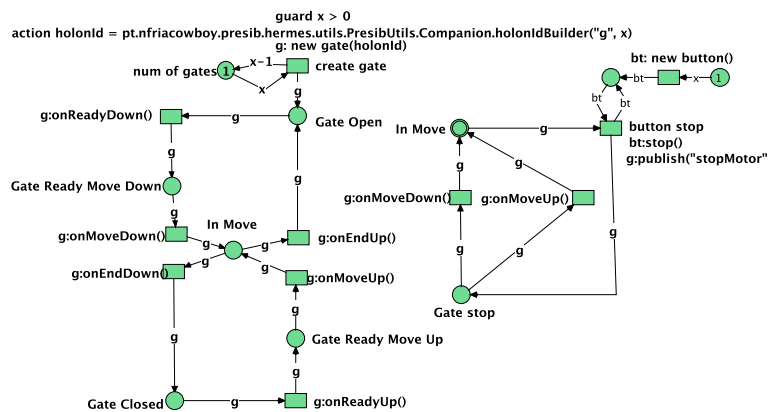 guard x > 0
action holonId = pt.nfriacowboy.presib.hermes.utils.PresibUtils.Companion.holonIdBuilder("g", x)
g: new gate(holonId)
bt: new button()
num of gates
1
x-1
x
create gate
g
bt
x
1
bt
bt
g:onReadyDown()
g
Gate Open
In Move
g
button stop
bt:stop()
g:publish("stopMotor"
g
g
g
Gate Ready Move Down
g
g:onMoveDown()
g:onMoveUp()
g
In Move
g:onMoveDown()
g
g
g:onEndUp()
g
g
g
g:onEndDown()
g
g
g:onMoveUp()
g
Gate stop
g
Gate Ready Move Up
g
Gate Closed
g
g:onReadyUp()